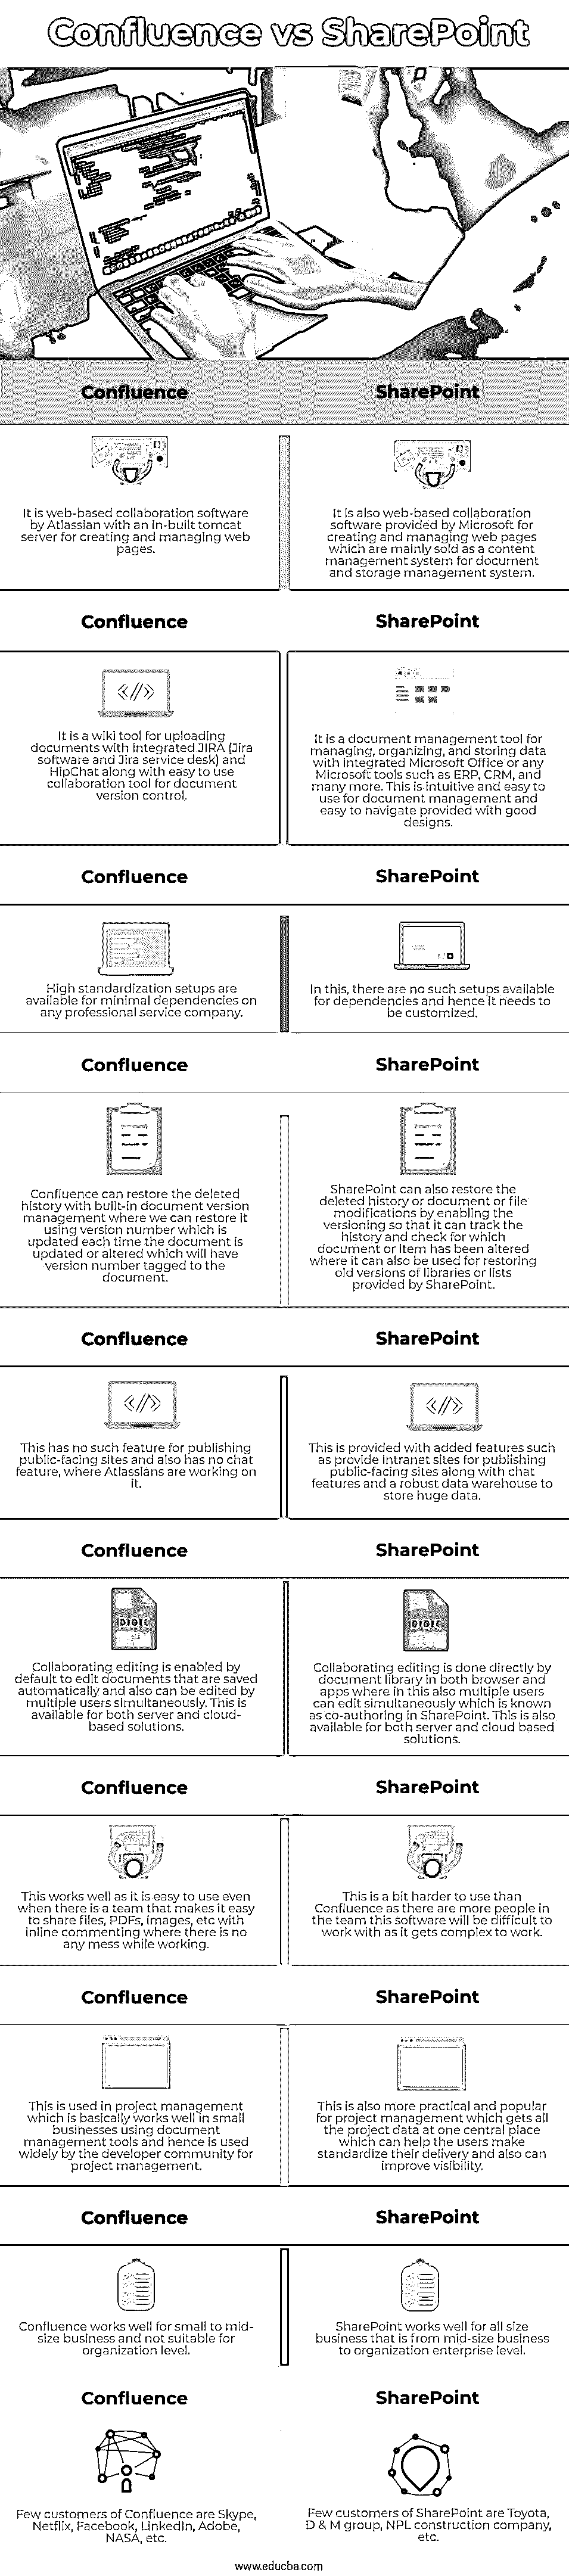 Confluence vs SharePoint
Confluence
SharePoint
It is web-based collaboration software
by Atlassian with an in-built tomcat
server for creating and managing web
pages.
It is also web-based collaboration
software provided by Microsoft for
creating and managing web pages
which are mainly sold as a content
management system for document
and storage management system.
Confluence
SharePoint
It is a wiki tool for uploading
documents with integrated JIRA (Jira
software and Jira service desk) and
HipChat along with easy to use
collaboration tool for document
version control.
It is a document management tool for
managing, organizing, and storing data
with integrated Microsoft Office or any
Microsoft tools such as ERP, CRM, and
many more. This is intuitive and easy to
use for document management and
easy to navigate provided with good
designs.
Confluence
SharePoint
High standardization setups are
available for minimal dependencies on
any professional service company.
In this, there are no such setups available
for dependencies and hence it needs to
be customized.
Confluence
SharePoint
Confluence can restore the deleted
history with built-in document version
management where we can restore it
using version number which is
updated each time the document is
updated or altered which will have
version number tagged to the
document.
SharePoint can also restore the
deleted history or document or file
modifications by enabling the
versioning so that it can track the
history and check for which
document or item has been altered
where it can also be used for restoring
old versions of libraries or lists
provided by SharePoint.
Confluence
SharePoint
This has no such feature for publishing
public-facing sites and also has no chat
feature, where Atlassians are working on
it.
This is provided with added features such
as provide intranet sites for publishing
public-facing sites along with chat
features and a robust data warehouse to
store huge data.
Confluence
SharePoint
Collaborating editing is enabled by
default to edit documents that are saved
automatically and also can be edited by
multiple users simultaneously. This is
available for both server and cloud-
based solutions.
Collaborating editing is done directly by
document library in both browser and
apps where in this also multiple users
can edit simultaneously which is known
as co-authoring in SharePoint. This is also
available for both server and cloud based
solutions.
Confluence
SharePoint
This works well as it is easy to use even
when there is a team that makes it easy
to share files, PDFs, images, etc with
inline commenting where there is no
any mess while working.
This is a bit harder to use than
Confluence as there are more people in
the team this software will be difficult to
work with as it gets complex to work.
Confluence
SharePoint
This is used in project management
which is basically works well in small
businesses using document
management tools and hence is used
widely by the developer community for
project management.
This is also more practical and popular
for project management which gets all
the project data at one central place
which can help the users make
standardize their delivery and also can
improve visibility.
Confluence
SharePoint
Confluence works well for small to mid-
size business and not suitable for
organization level.
SharePoint works well for all size
business that is from mid-size business
to organization enterprise level.
Confluence
SharePoint
Few customers of Confluence are Skype,
Netflix, Facebook, LinkedIn, Adobe,
NASA, etc.
Few customers of SharePoint are Toyota,
D & M group, NPL construction company,
etc.
www.educba.com